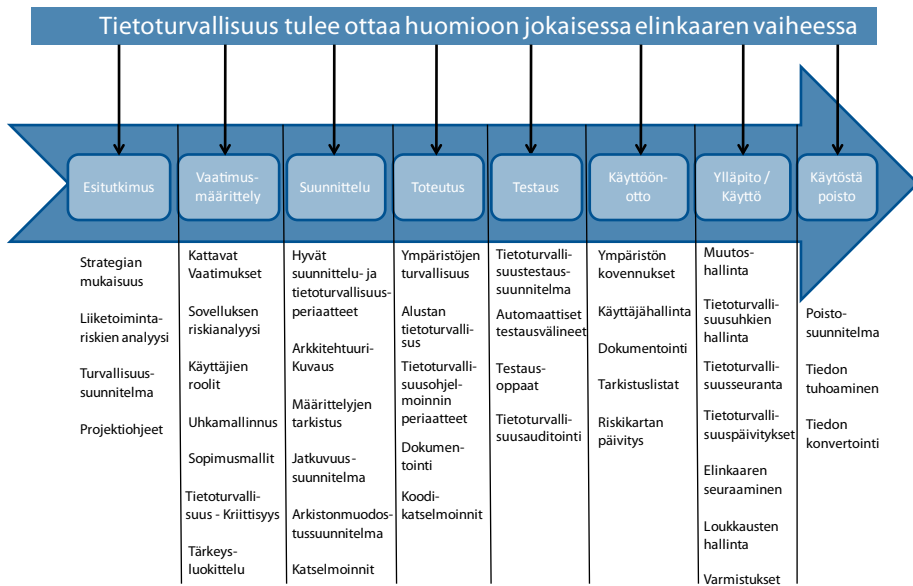 Tietoturvallisuus tulee ottaa huomioon jokaisessa elinkaaren vaiheessa
Esitutkimus
Vaatimus-
määrittely
Suunnittelu
Toteutus
Testaus
Käyttöön-
otto
Ylläpito /
Käyttö
Käytöstä
poisto
Strategian
mukaisuus
Liiketoiminta-
riskien analyysi
Turvallisuus-
suunnitelma
Projektiohjeet
Kattavat
Vaatimukset
Sovelluksen
riskianalyysi
Käyttäjien
roolit
Uhkamallinnus
Sopimusmallit
Tietoturvalli-
suus - Kriittisyys
Tärkeys-
luokittelu
Hyvät
suunnittelu- ja
tietoturvallisuus-
periaatteet
Arkkitehtuuri-
Kuvaus
Määrittelyjen
tarkistus
Jatkuvuus-
suunnitelma
Arkistonmuodos-
tussuunnitelma
Katselmoinnit
Ympäristöjen
turvallisuus
Alustan
tietoturvalli-
suus
Tietoturvalli-
suusohjel-
moinnin
periaatteet
Dokumen-
tointi
Koodi-
katselmoinnit
Tietoturvalli-
suustestaus-
suunnitelma
Automaattiset
testausvälineet
Testaus-
oppaat
Tietoturvalli-
suusauditointi
Ympäristön
kovennukset
Käyttäjähallinta
Dokumentointi
Tarkistuslistat
Riskikartan
päivitys
Muutos-
hallinta
Tietoturvalli-
suusuhkien
hallinta
Tietoturvalli-
suusseuranta
Tietoturvalli-
suuspäivitykset
Elinkaaren
seuraaminen
Loukkausten
hallinta
Varmistukset
Poisto-
suunnitelma
Tiedon
tuhoaminen
Tiedon
konvertointi